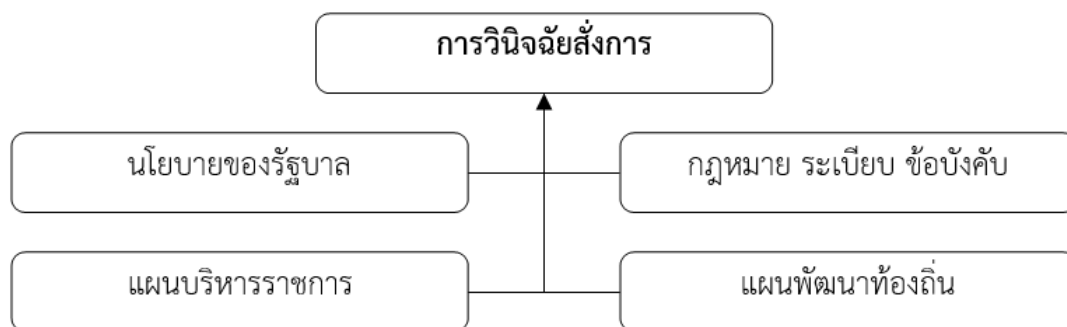 การวินิจฉัยสั่งการ
นโยบายของรัฐบาล
กฎหมาย ระเบียบ ข้อบังคับ
แผนบริหารราชการ
แผนพัฒนาท้องถิ่น